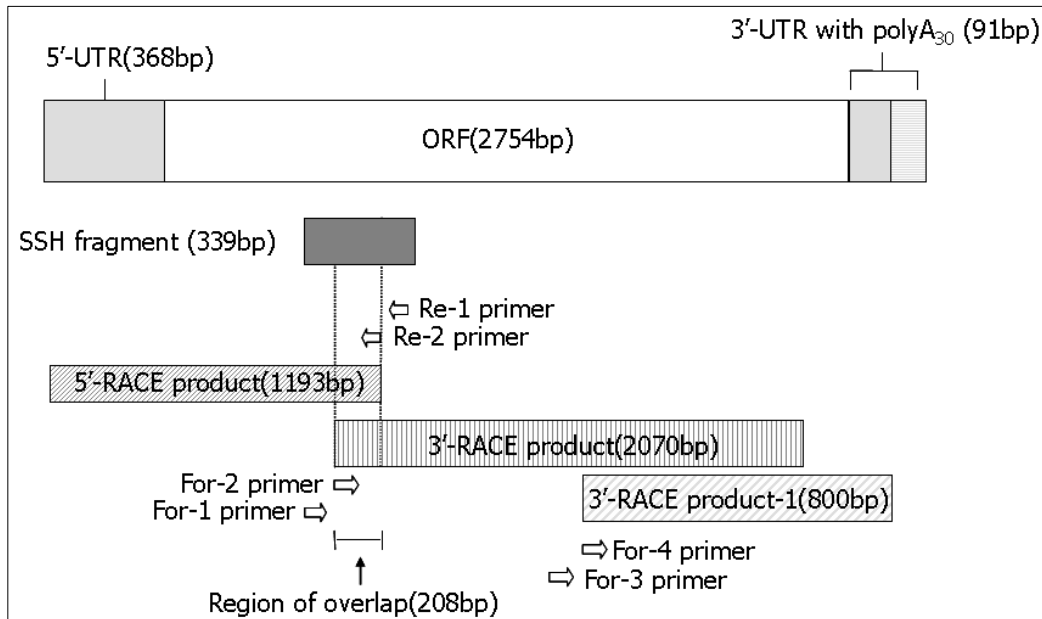 3′-UTR with polyA₃₀ (91bp)
5′-UTR(368bp)
ORF(2754bp)
SSH fragment (339bp)
Re-1 primer
Re-2 primer
5′-RACE product(1193bp)
3′-RACE product(2070bp)
For-2 primer
3′-RACE product-1(800bp)
For-1 primer
For-4 primer
For-3 primer
Region of overlap(208bp)